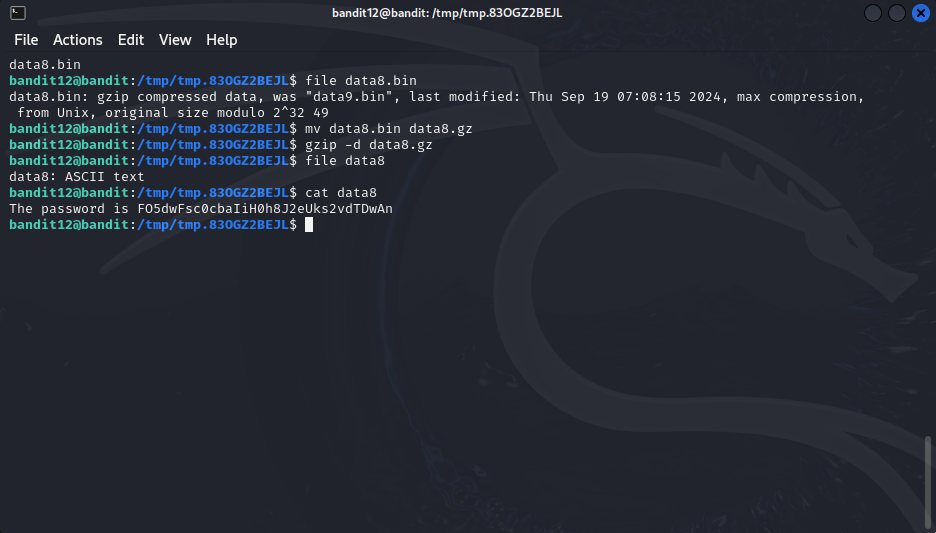 bandit12@bandit: /tmp/tmp.83OGZ2BEJL
File Actions Edit View Help
data8.bin
bandit12@bandit:/tmp/tmp.83OGZ2BEJL$ file data8.bin
data8.bin: gzip compressed data, was "data9.bin", last modified: Thu Sep 19 07:08:15 2024, max compression,
 from Unix, original size modulo 2^32 49
bandit12@bandit:/tmp/tmp.83OGZ2BEJL$ mv data8.bin data8.gz
bandit12@bandit:/tmp/tmp.83OGZ2BEJL$ gzip -d data8.gz
bandit12@bandit:/tmp/tmp.83OGZ2BEJL$ file data8
data8: ASCII text
bandit12@bandit:/tmp/tmp.83OGZ2BEJL$ cat data8
The password is FO5dwFsc0cbaIiH0h8J2eUks2vdTDwAn
bandit12@bandit:/tmp/tmp.83OGZ2BEJL$